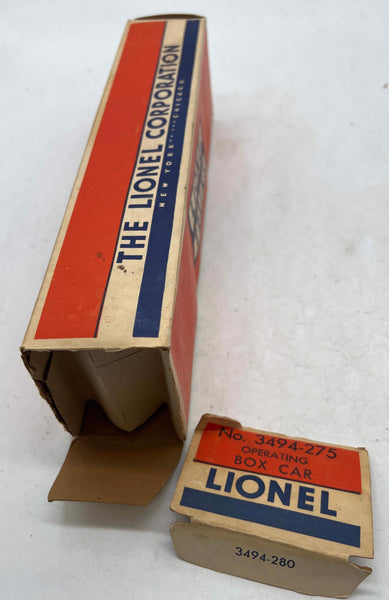 THE LIONEL CORPORATION
NEW YORK • • • • CHICAGO
No. 3494-275
OPERATING
BOX CAR
LIONEL
3494-280